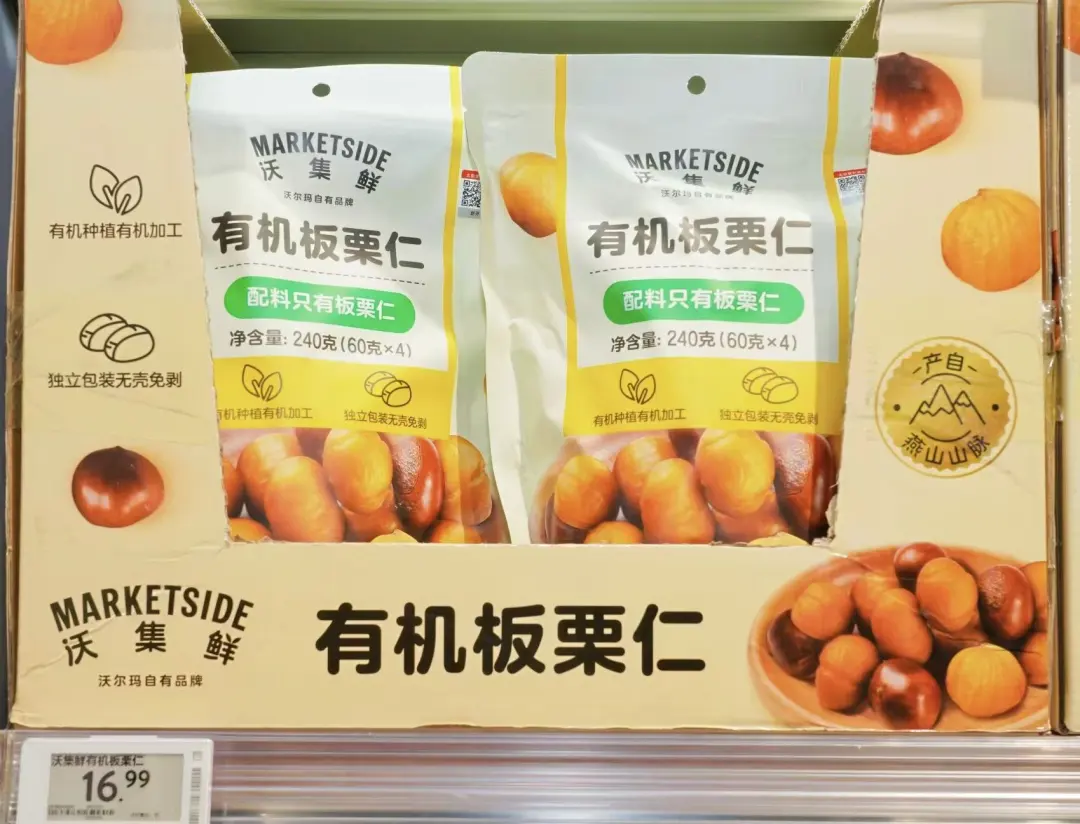 MARKETSIDE
沃集鲜
沃尔玛自有品牌
有机板栗仁
配料只有板栗仁
净含量: 240克(60克×4)
有机种植有机加工
独立包装无壳免剥
MARKETSIDE
沃集鲜
沃尔玛自有品牌
有机板栗仁
配料只有板栗仁
净含量: 240克(60克×4)
有机种植有机加工
独立包装无壳免剥
有机种植有机加工
独立包装无壳免剥
产自
燕山山脉
MARKETSIDE
沃集鲜
沃尔玛自有品牌
有机板栗仁
沃集鲜有机板栗仁
16.99